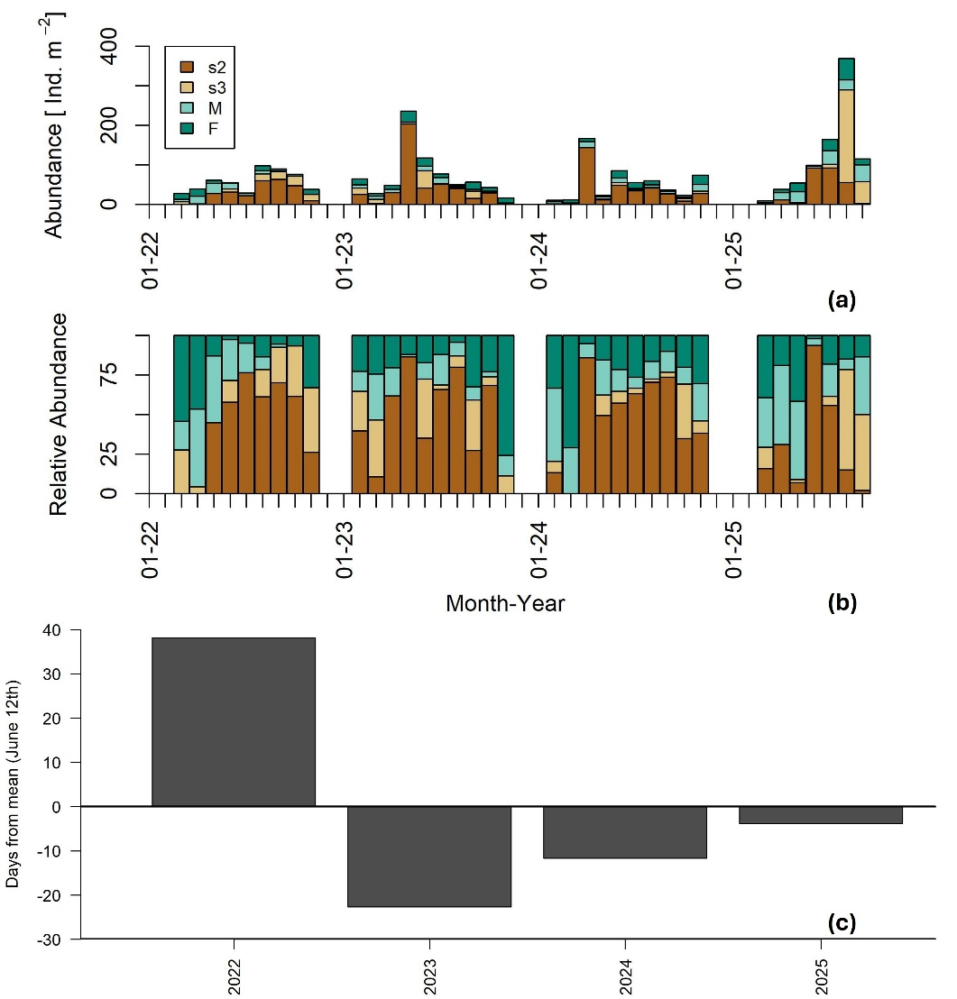 Abundance [ Ind. m −2]
400
200
0
s2
s3
M
F
01-22
01-23
01-24
01-25
(a)
Relative Abundance
75
25
0
01-22
01-23
01-24
01-25
Month-Year
(b)
Days from mean (June 12th)
40
30
20
10
0
-10
-20
-30
(c)
2022
2023
2024
2025